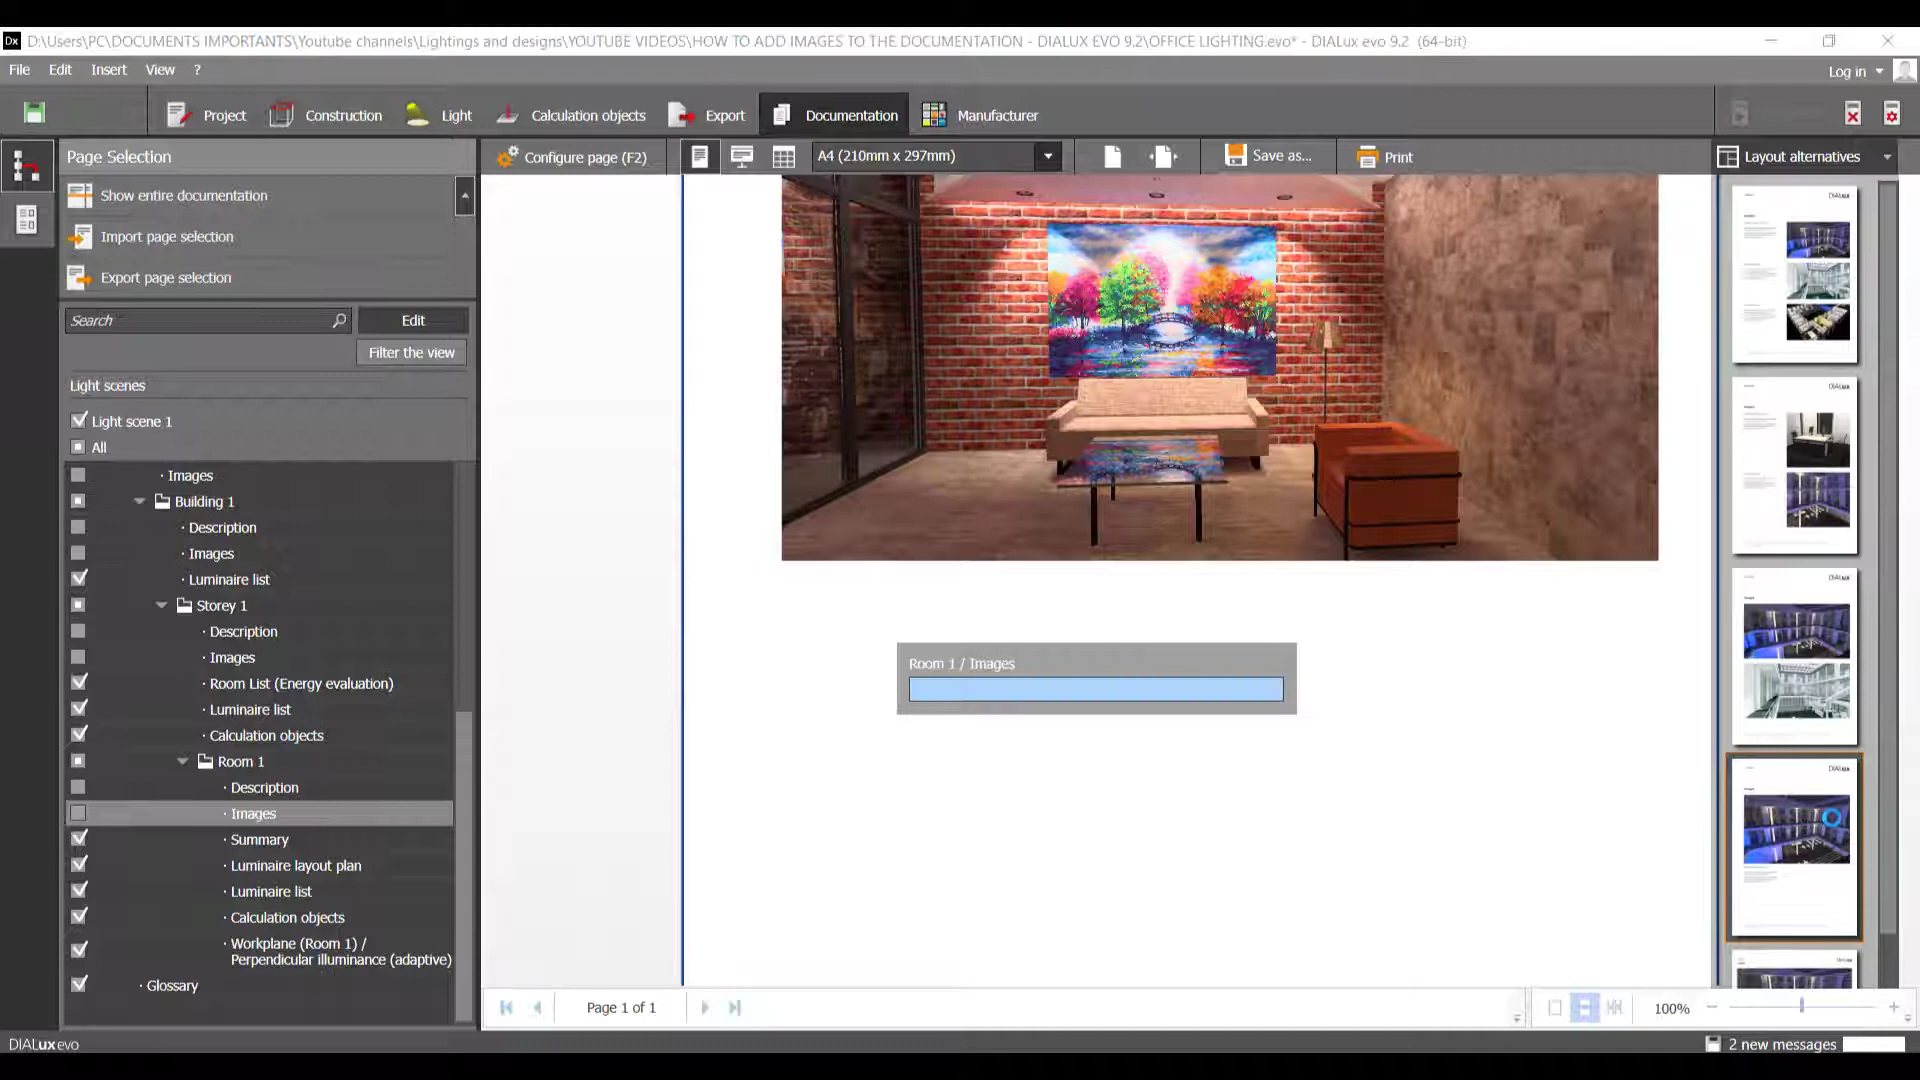 Dx D:\Users\PC\DOCUMENTS IMPORTANTS\Youtube channels\Lightings and designs\YOUTUBE VIDEOS\HOW TO ADD IMAGES TO THE DOCUMENTATION - DIALUX EVO 9.2\OFFICE LIGHTING.evo* - DIALux evo 9.2 (64-bit)
File Edit Insert View ? Log in
Project Construction Light Calculation objects Export Documentation Manufacturer
Page Selection
Configure page (F2) A4 (210mm x 297mm) Save as... Print Layout alternatives
Show entire documentation
Import page selection
Export page selection
Search Edit
Filter the view
Light scenes
Light scene 1
All
· Images
Building 1
· Description
· Images
· Luminaire list
Storey 1
· Description
· Images
· Room List (Energy evaluation)
· Luminaire list
· Calculation objects
Room 1
· Description
· Images
· Summary
· Luminaire layout plan
· Luminaire list
· Calculation objects
· Workplane (Room 1) /
Perpendicular illuminance (adaptive)
· Glossary
Room 1 / Images
DIALux
DIALux
DIALux
DIALux
Page 1 of 1
100%
DIALux evo
2 new messages